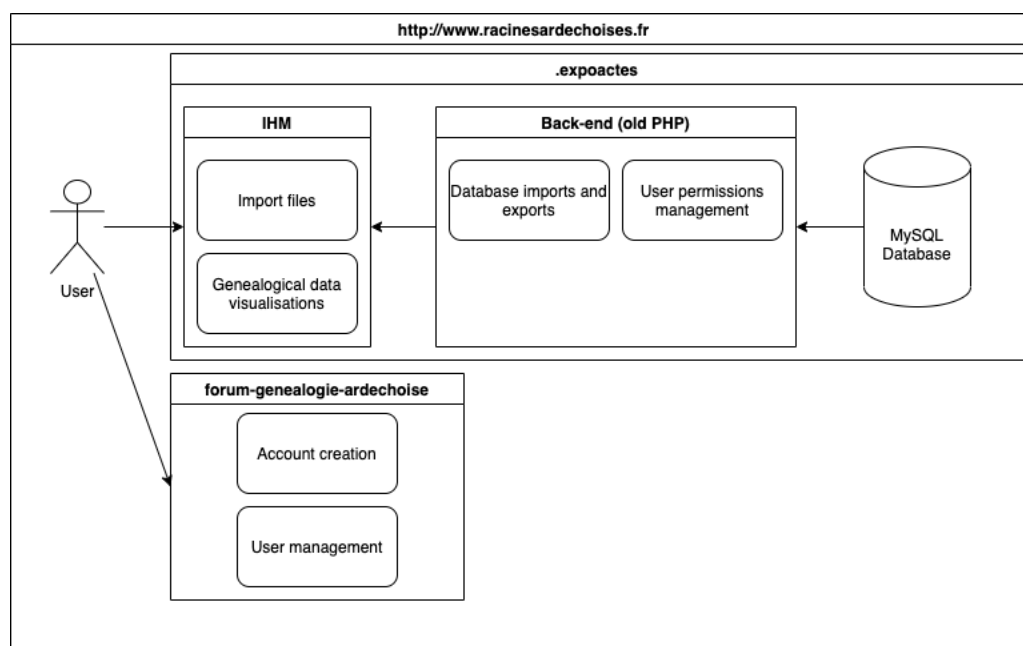 http://www.racinesardechoises.fr
.expoactes
IHM
Import files
Genealogical data
visualisations
Back-end (old PHP)
Database imports and
exports
User permissions
management
MySQL
Database
User
forum-genealogie-ardechoise
Account creation
User management